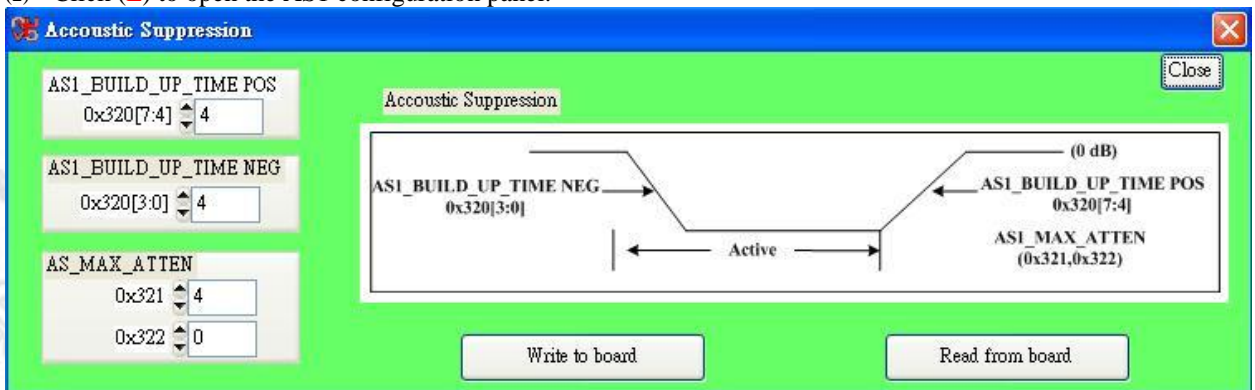 Click (2) to open the AS1 configuration panel.
Accoustic Suppression
Close
AS1_BUILD_UP_TIME POS
0x320[7:4] 4
AS1_BUILD_UP_TIME NEG
0x320[3:0] 4
AS_MAX_ATTEN
0x321 4
0x322 0
Accoustic Suppression
AS1_BUILD_UP_TIME NEG
0x320[3:0]
Active
(0 dB)
AS1_BUILD_UP_TIME POS
0x320[7:4]
AS1_MAX_ATTEN
(0x321,0x322)
Write to board
Read from board